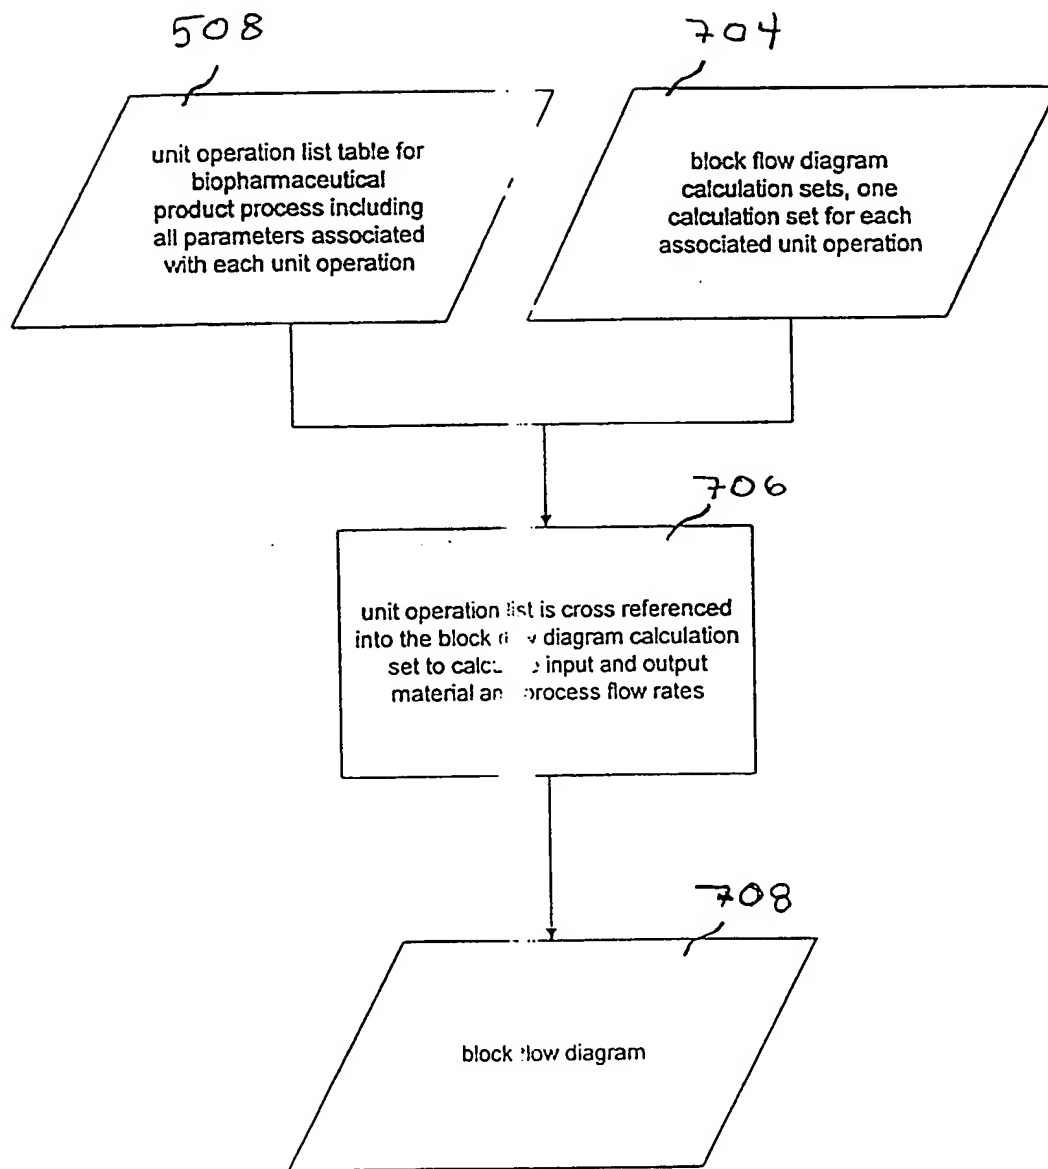 508
704
unit operation list table for
biopharmaceutical
product process including
all parameters associated
with each unit operation
block flow diagram
calculation sets, one
calculation set for each
associated unit operation
706
unit operation list is cross referenced
into the block diagram calculation
set to input and output
material process flow rates
708
block flow diagram